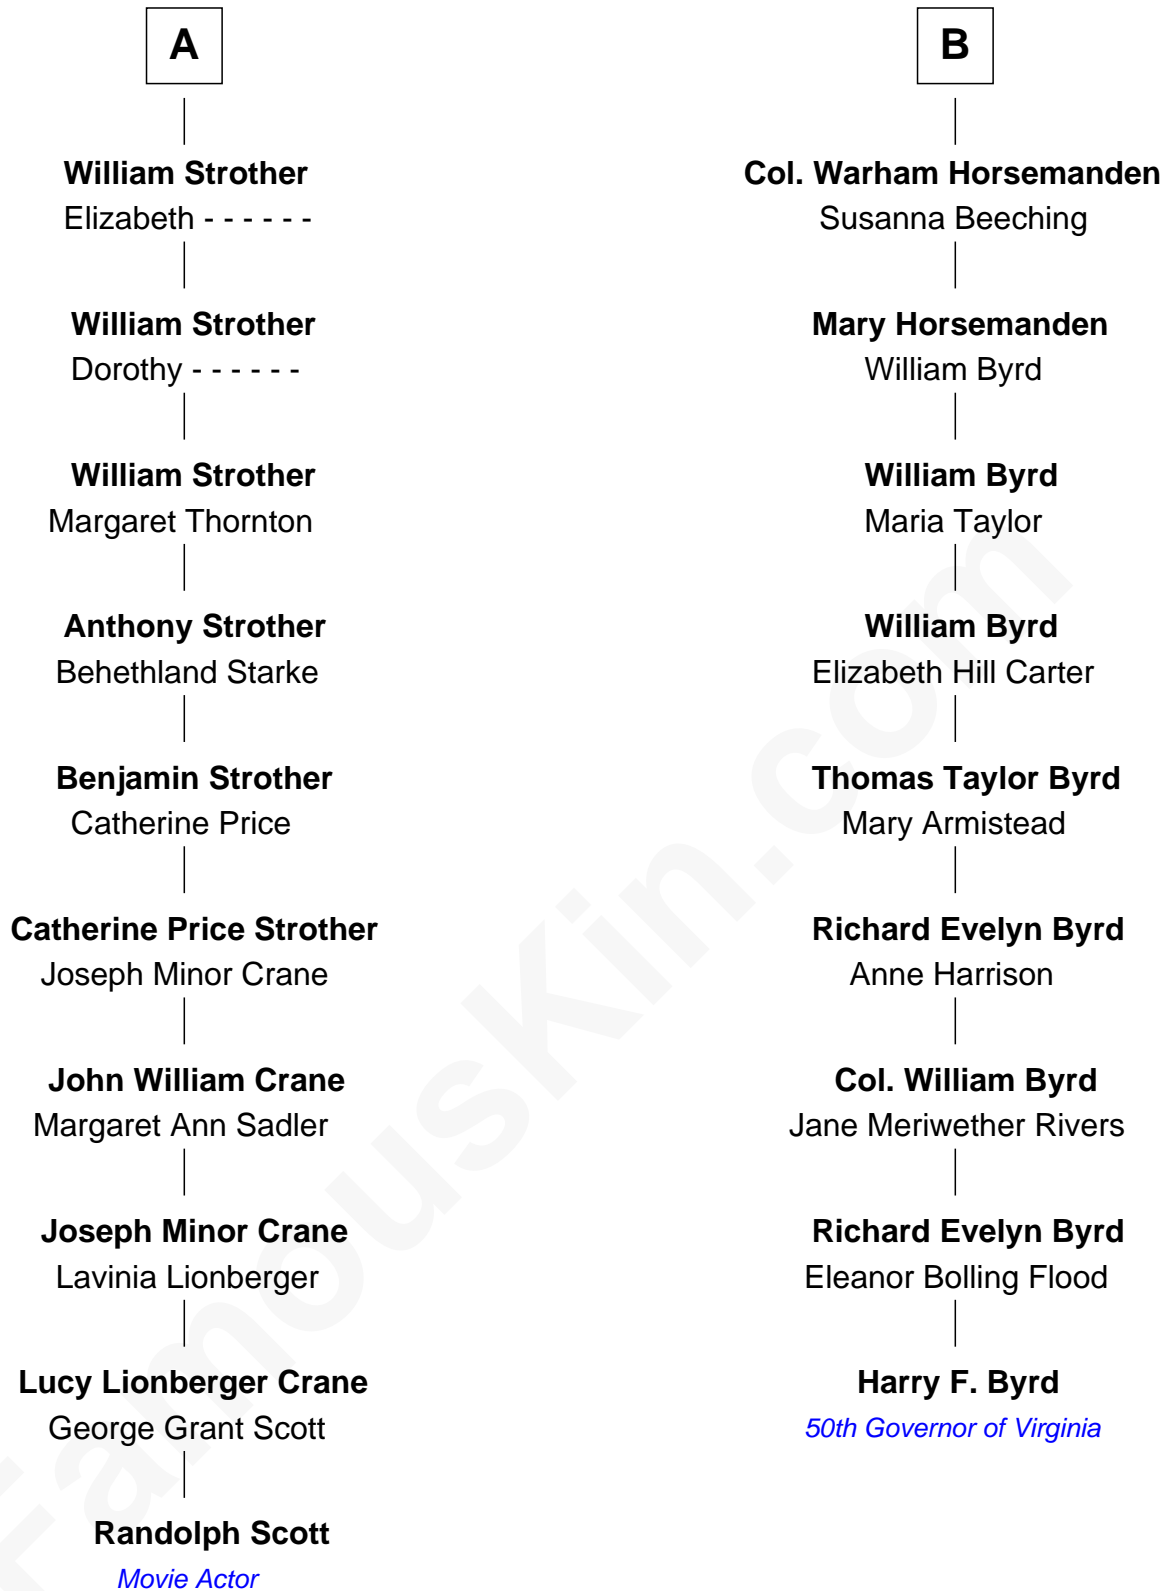 A
William Strother
Elizabeth - - - - - -
William Strother
Dorothy - - - - - -
William Strother
Margaret Thornton
Anthony Strother
Behethland Starke
Benjamin Strother
Catherine Price
Catherine Price Strother
Joseph Minor Crane
John William Crane
Margaret Ann Sadler
Joseph Minor Crane
Lavinia Lionberger
Lucy Lionberger Crane
George Grant Scott
Randolph Scott
Movie Actor
B
Col. Warham Horsemanden
Susanna Beeching
Mary Horsemanden
William Byrd
William Byrd
Maria Taylor
William Byrd
Elizabeth Hill Carter
Thomas Taylor Byrd
Mary Armistead
Richard Evelyn Byrd
Anne Harrison
Col. William Byrd
Jane Meriwether Rivers
Richard Evelyn Byrd
Eleanor Bolling Flood
Harry F. Byrd
50th Governor of Virginia
FamousKin.com